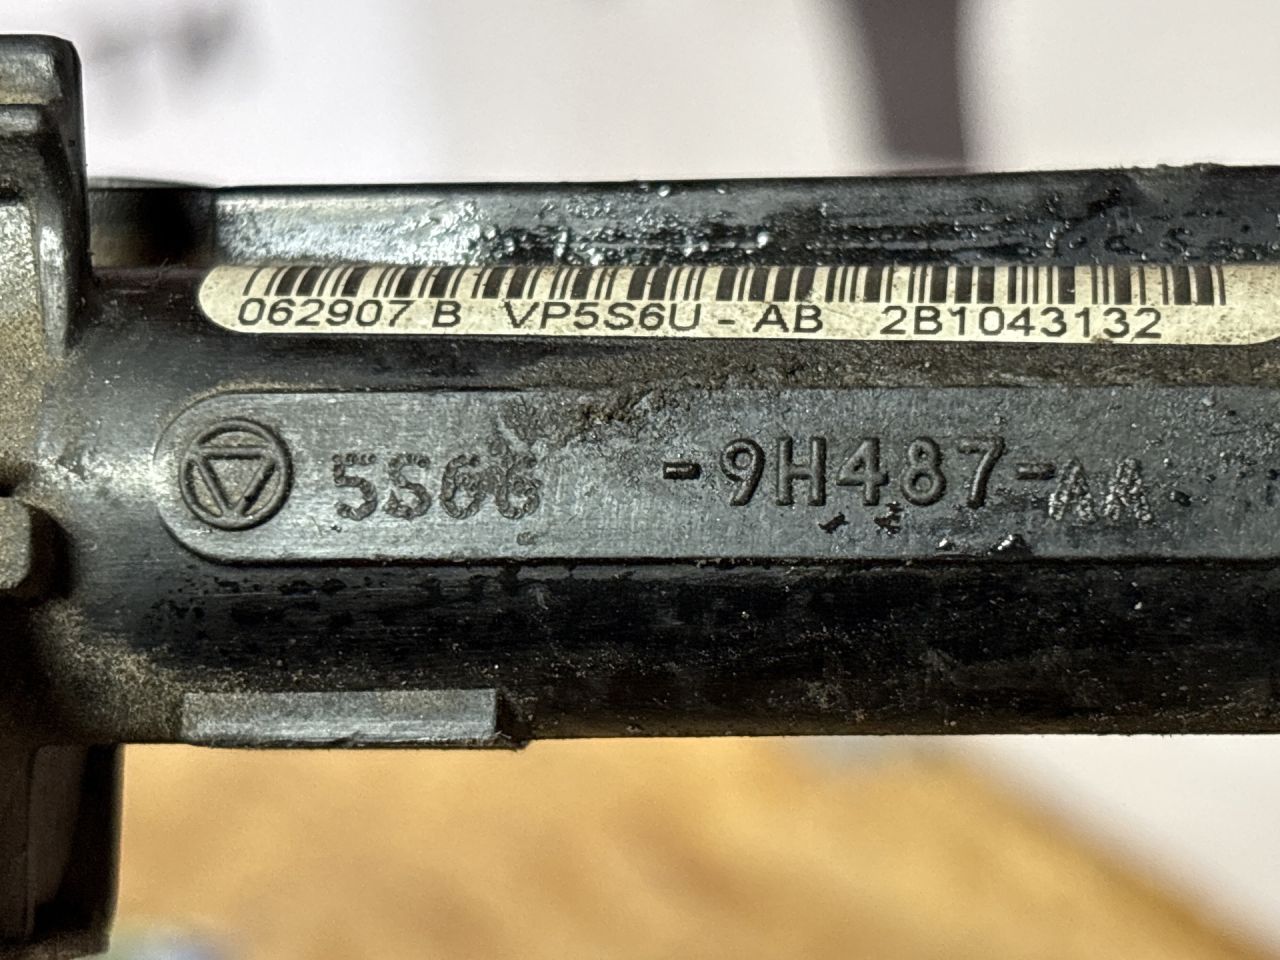 062907 B VP5S6U - AB 2B1043132
5S6G -9H487-AA